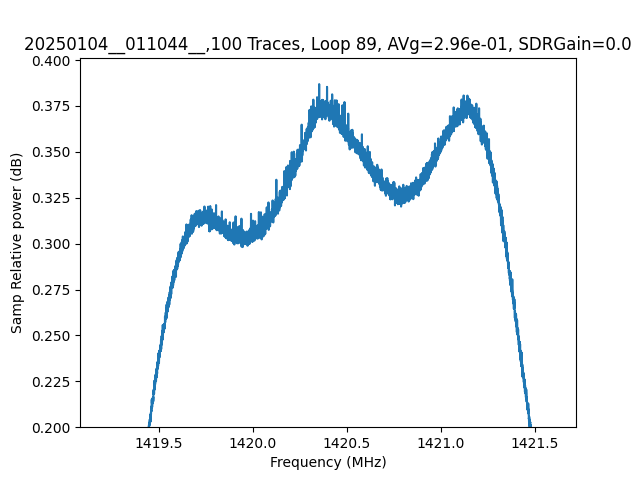 20250104__011044__,100 Traces, Loop 89, AVg=2.96e-01, SDRGain=0.0
0.400
0.375
0.350
0.325
0.300
0.275
0.250
0.225
0.200
Samp Relative power (dB)
1419.5 1420.0 1420.5 1421.0 1421.5
Frequency (MHz)